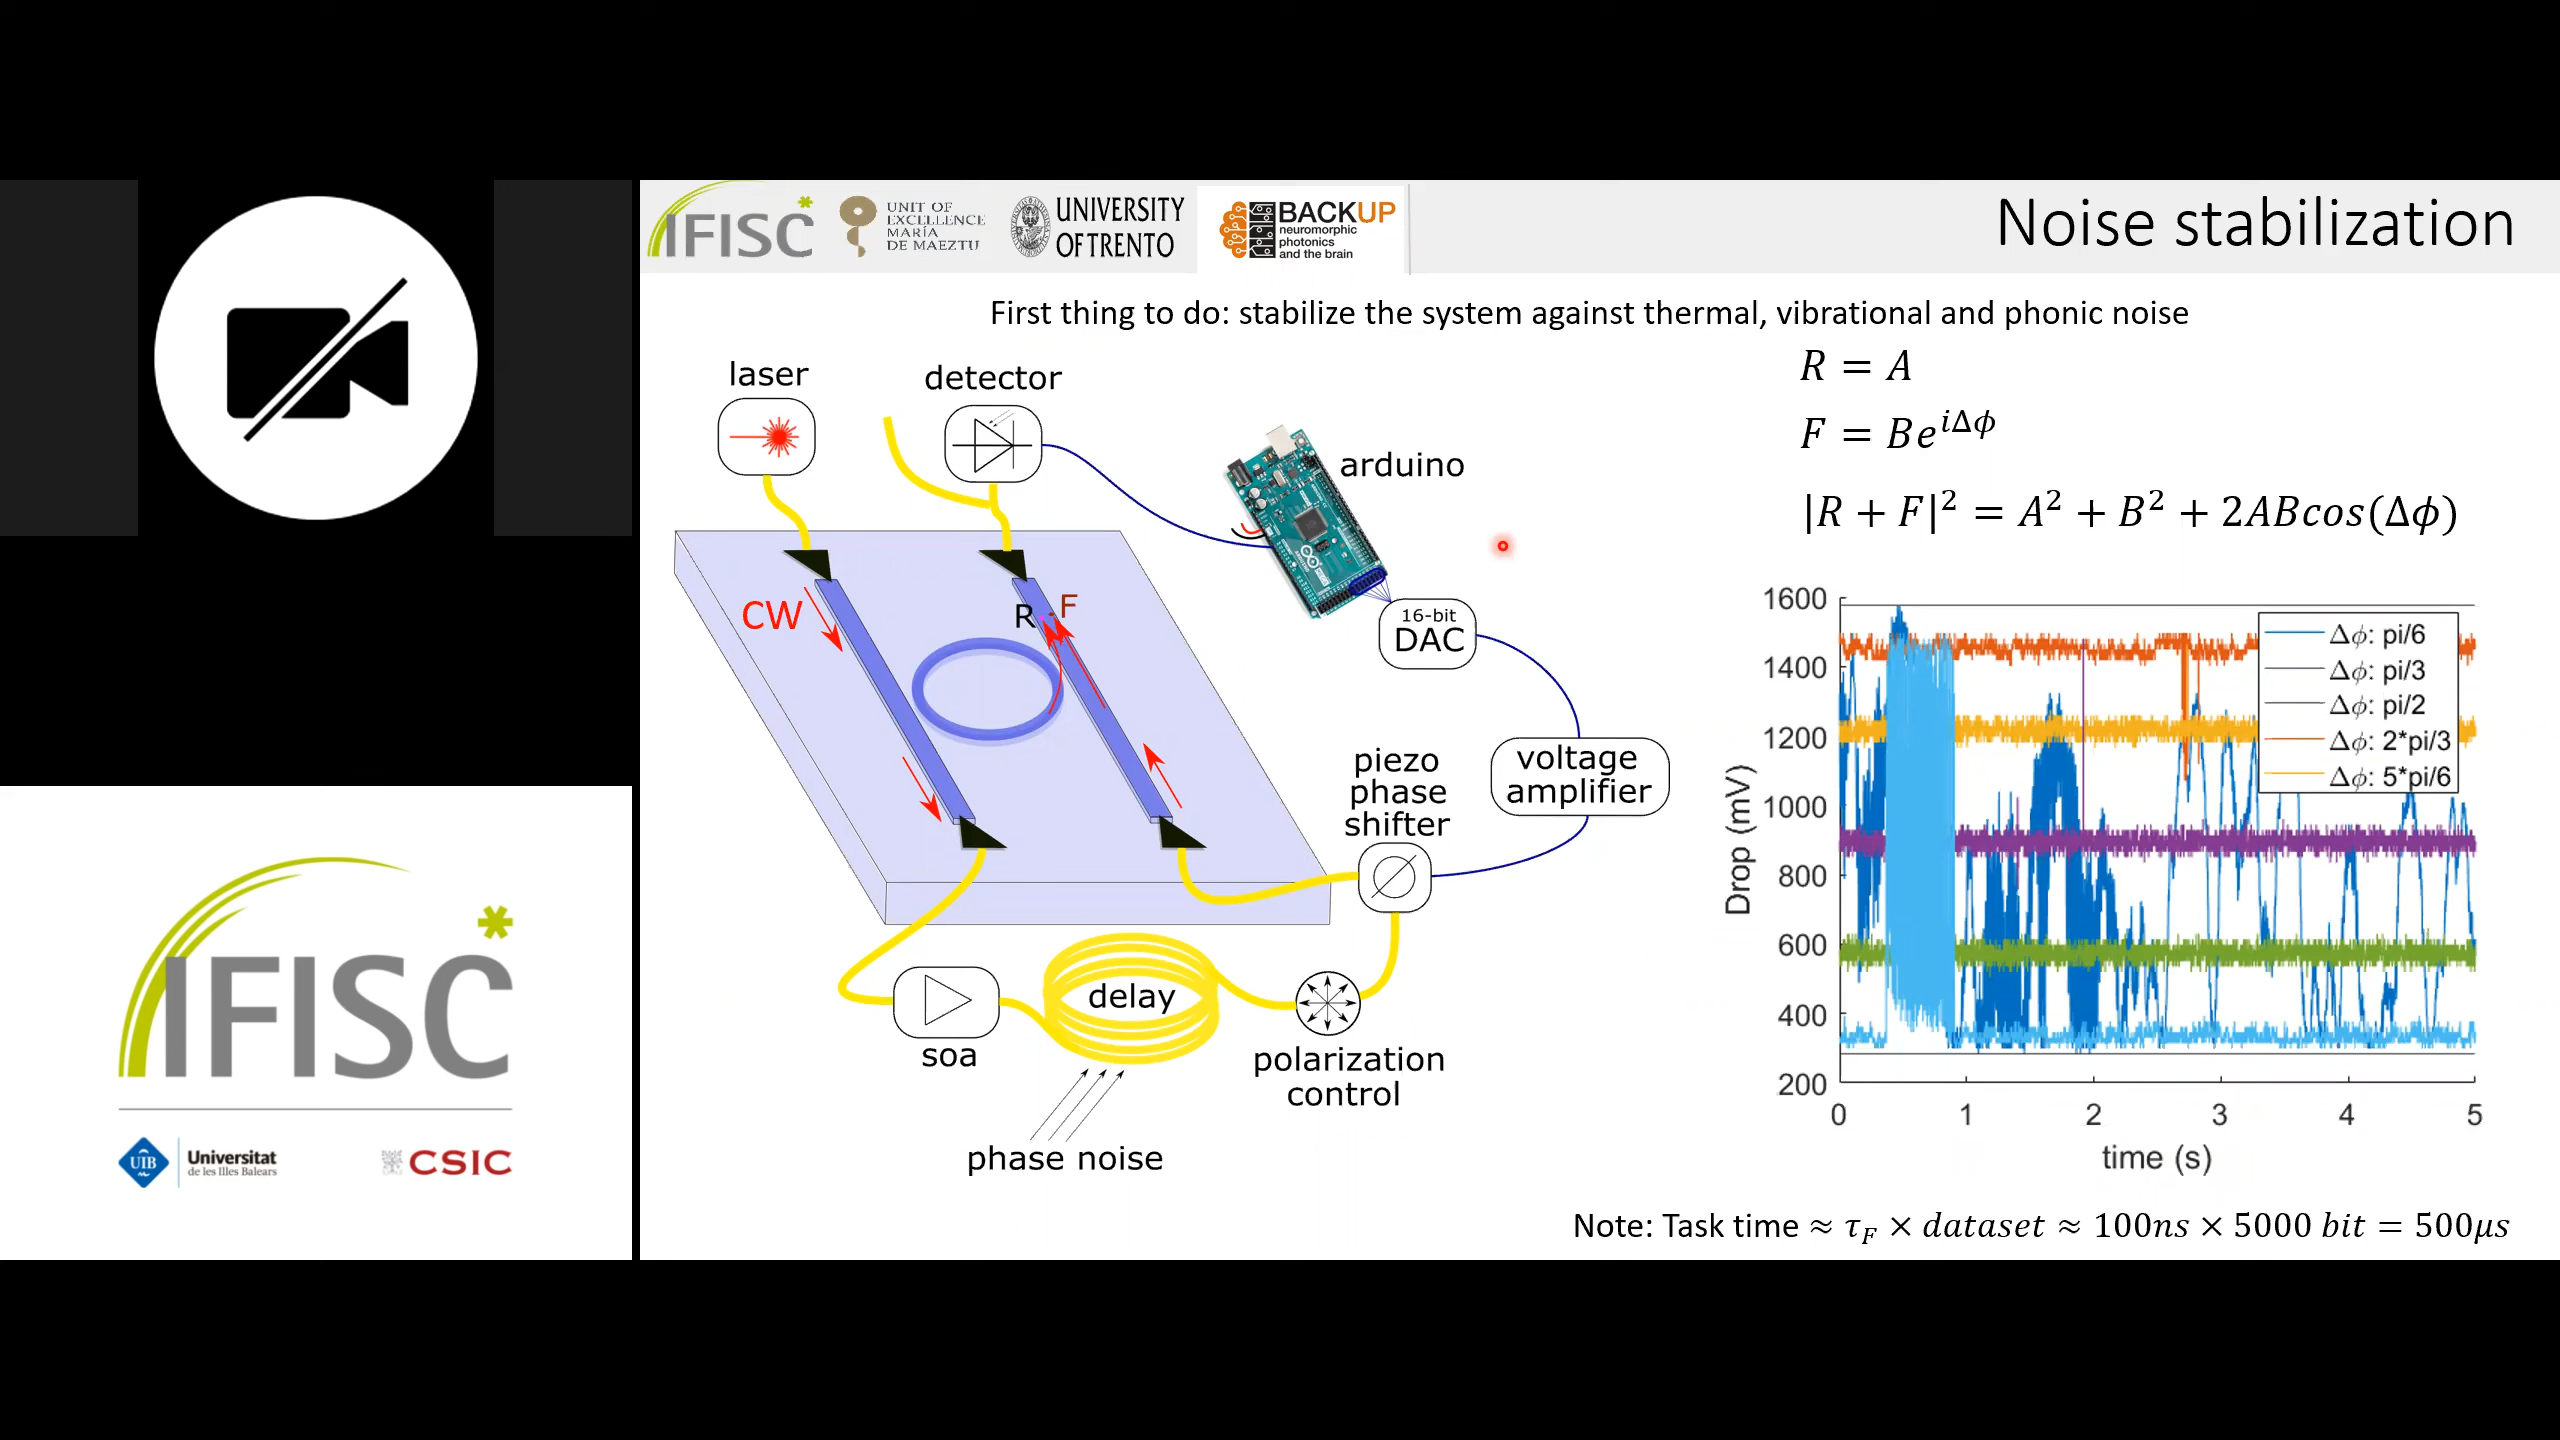 IFISC*
UNIT OF
EXCELLENCE
MARÍA
DE MAEZTU
UNIVERSITY
OF TRENTO
BACKUP
neuromorphic
photonics
and the brain
Noise stabilization
First thing to do: stabilize the system against thermal, vibrational and phonic noise
R = A
F = Be^{iΔϕ}
|R + F|² = A² + B² + 2ABcos(Δϕ)
laser
detector
arduino
CW
R
F
16-bit
DAC
voltage
amplifier
piezo
phase
shifter
soa
delay
polarization
control
phase noise
Drop (mV)
1600
1400
1200
1000
800
600
400
200
0 1 2 3 4 5
time (s)
Δϕ: pi/6
Δϕ: pi/3
Δϕ: pi/2
Δϕ: 2*pi/3
Δϕ: 5*pi/6
Note: Task time ≈ τ_F × dataset ≈ 100ns × 5000 bit = 500μs
IFISC*
UIB
Universitat
de les Illes Balears
CSIC